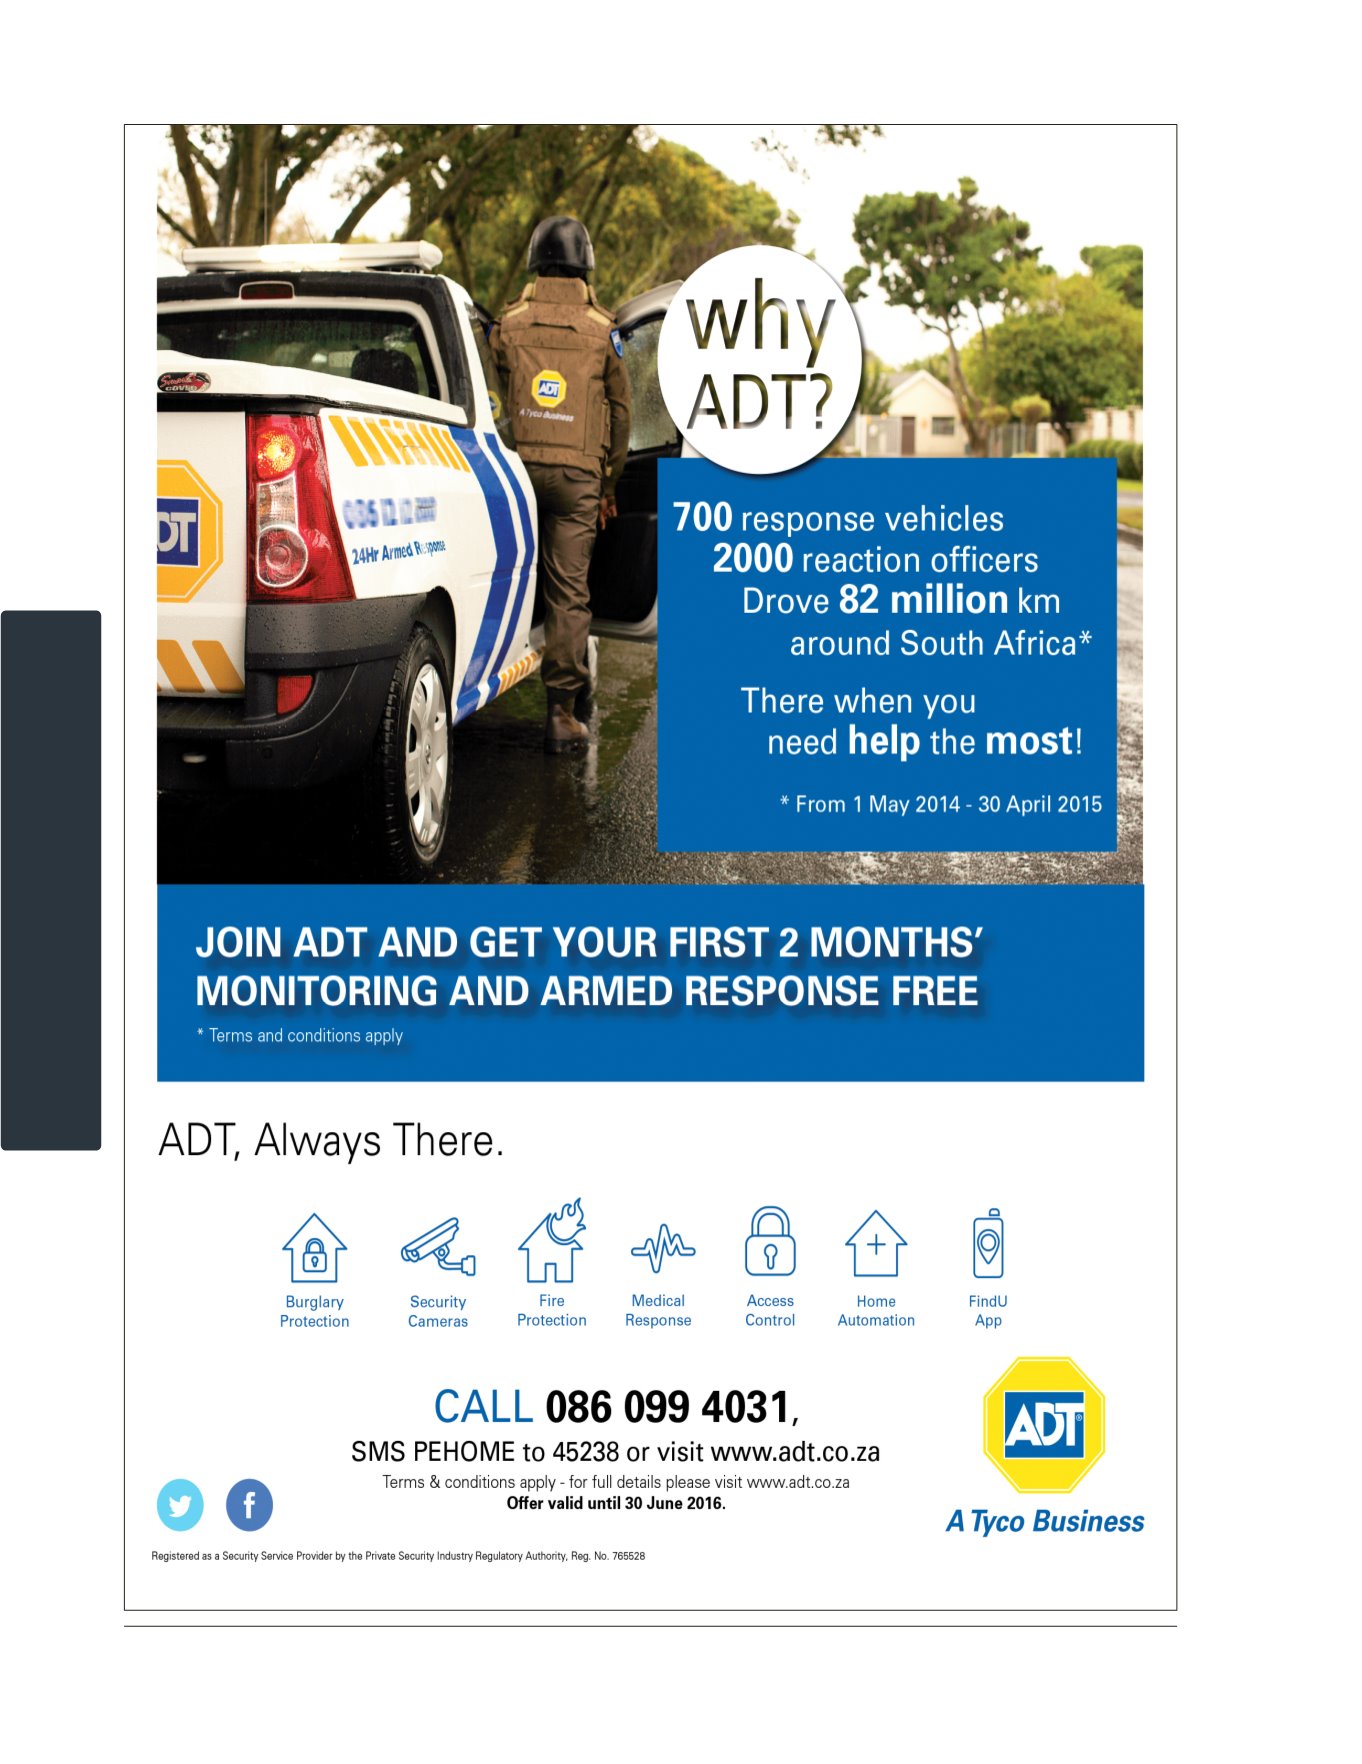 why
ADT?
ADT
A Tyco Business
24Hr Armed Response
DT
700 response vehicles
2000 reaction officers
Drove 82 million km
around South Africa*
There when you
need help the most!
* From 1 May 2014 - 30 April 2015
JOIN ADT AND GET YOUR FIRST 2 MONTHS’
MONITORING AND ARMED RESPONSE FREE
* Terms and conditions apply
ADT, Always There.
Burglary
Protection
Security
Cameras
Fire
Protection
Medical
Response
Access
Control
Home
Automation
FindU
App
CALL 086 099 4031,
SMS PEHOME to 45238 or visit www.adt.co.za
Terms & conditions apply - for full details please visit www.adt.co.za
Offer valid until 30 June 2016.
ADT®
A Tyco Business
Registered as a Security Service Provider by the Private Security Industry Regulatory Authority, Reg. No. 765528